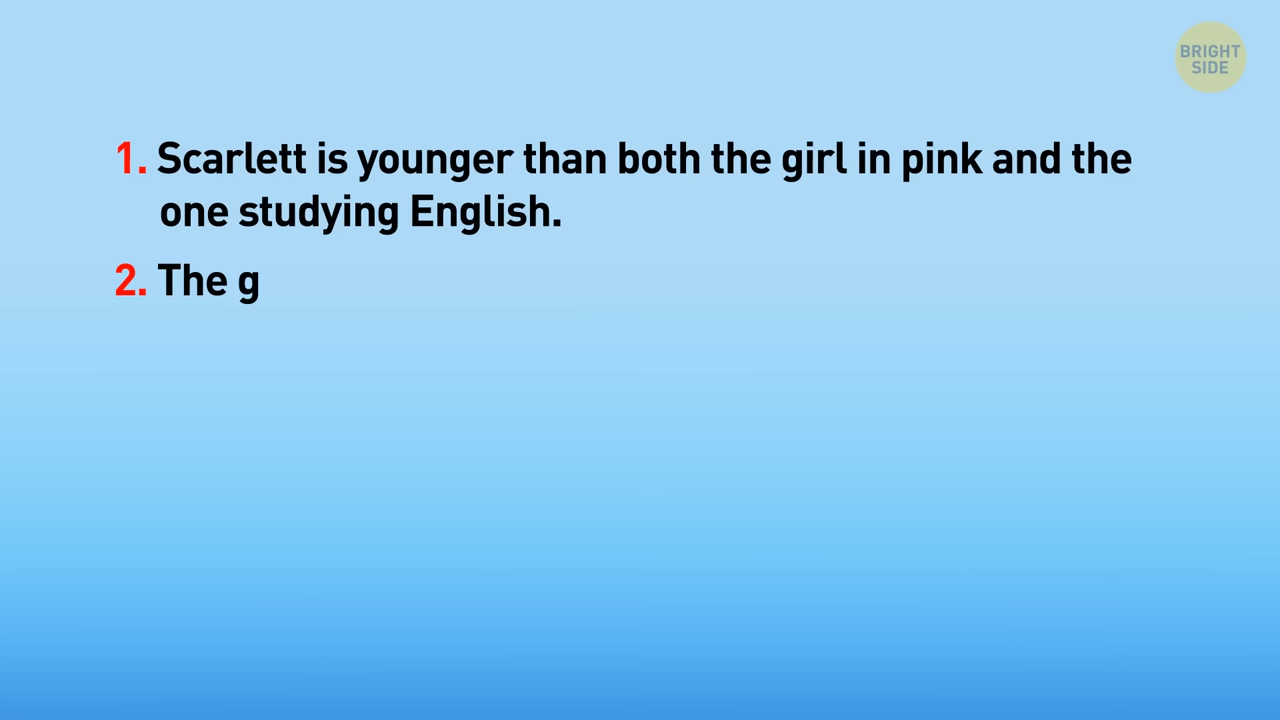 BRIGHT
SIDE
1. Scarlett is younger than both the girl in pink and the
one studying English.
2. The g